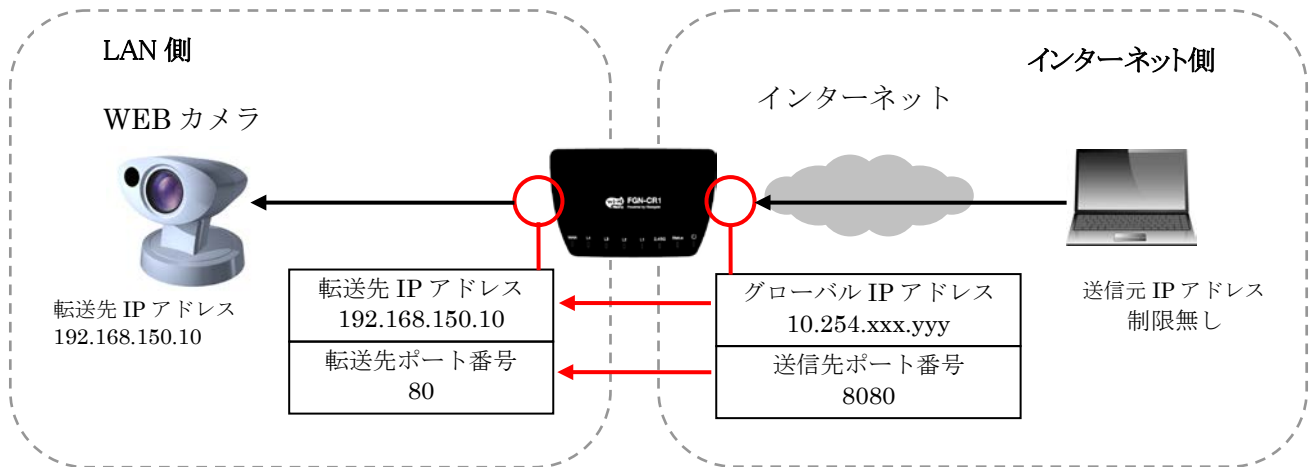 LAN 側
インターネット側
WEB カメラ
インターネット
FGN-CR1
転送先 IP アドレス
192.168.150.10
転送先 IP アドレス
192.168.150.10
転送先ポート番号
80
グローバル IP アドレス
10.254.xxx.yyy
送信先ポート番号
8080
送信元 IP アドレス
制限無し